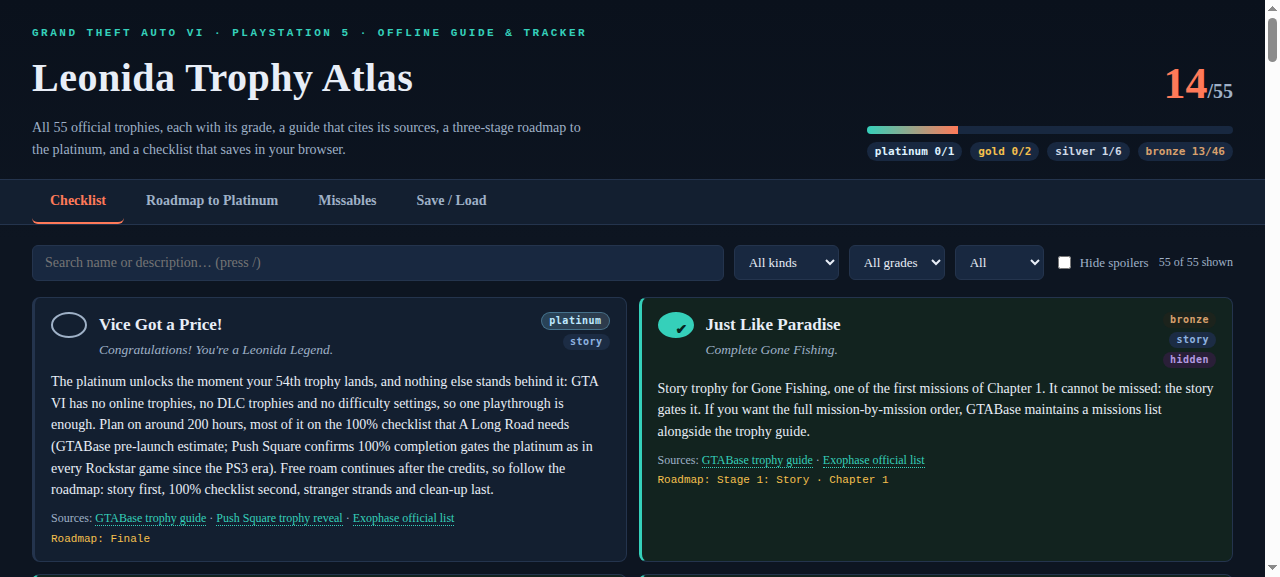 GRAND THEFT AUTO VI · PLAYSTATION 5 · OFFLINE GUIDE & TRACKER
Leonida Trophy Atlas
All 55 official trophies, each with its grade, a guide that cites its sources, a three-stage roadmap to
the platinum, and a checklist that saves in your browser.
14/55
platinum 0/1 gold 0/2 silver 1/6 bronze 13/46
Checklist Roadmap to Platinum Missables Save / Load
Search name or description… (press /) All kinds All grades All Hide spoilers 55 of 55 shown
Vice Got a Price!
Congratulations! You're a Leonida Legend.
platinum
story
The platinum unlocks the moment your 54th trophy lands, and nothing else stands behind it: GTA
VI has no online trophies, no DLC trophies and no difficulty settings, so one playthrough is
enough. Plan on around 200 hours, most of it on the 100% checklist that A Long Road needs
(GTABase pre-launch estimate; Push Square confirms 100% completion gates the platinum as in
every Rockstar game since the PS3 era). Free roam continues after the credits, so follow the
roadmap: story first, 100% checklist second, stranger strands and clean-up last.
Sources: GTABase trophy guide · Push Square trophy reveal · Exophase official list
Roadmap: Finale
✔
Just Like Paradise
Complete Gone Fishing.
bronze
story
hidden
Story trophy for Gone Fishing, one of the first missions of Chapter 1. It cannot be missed: the story
gates it. If you want the full mission-by-mission order, GTABase maintains a missions list
alongside the trophy guide.
Sources: GTABase trophy guide · Exophase official list
Roadmap: Stage 1: Story · Chapter 1